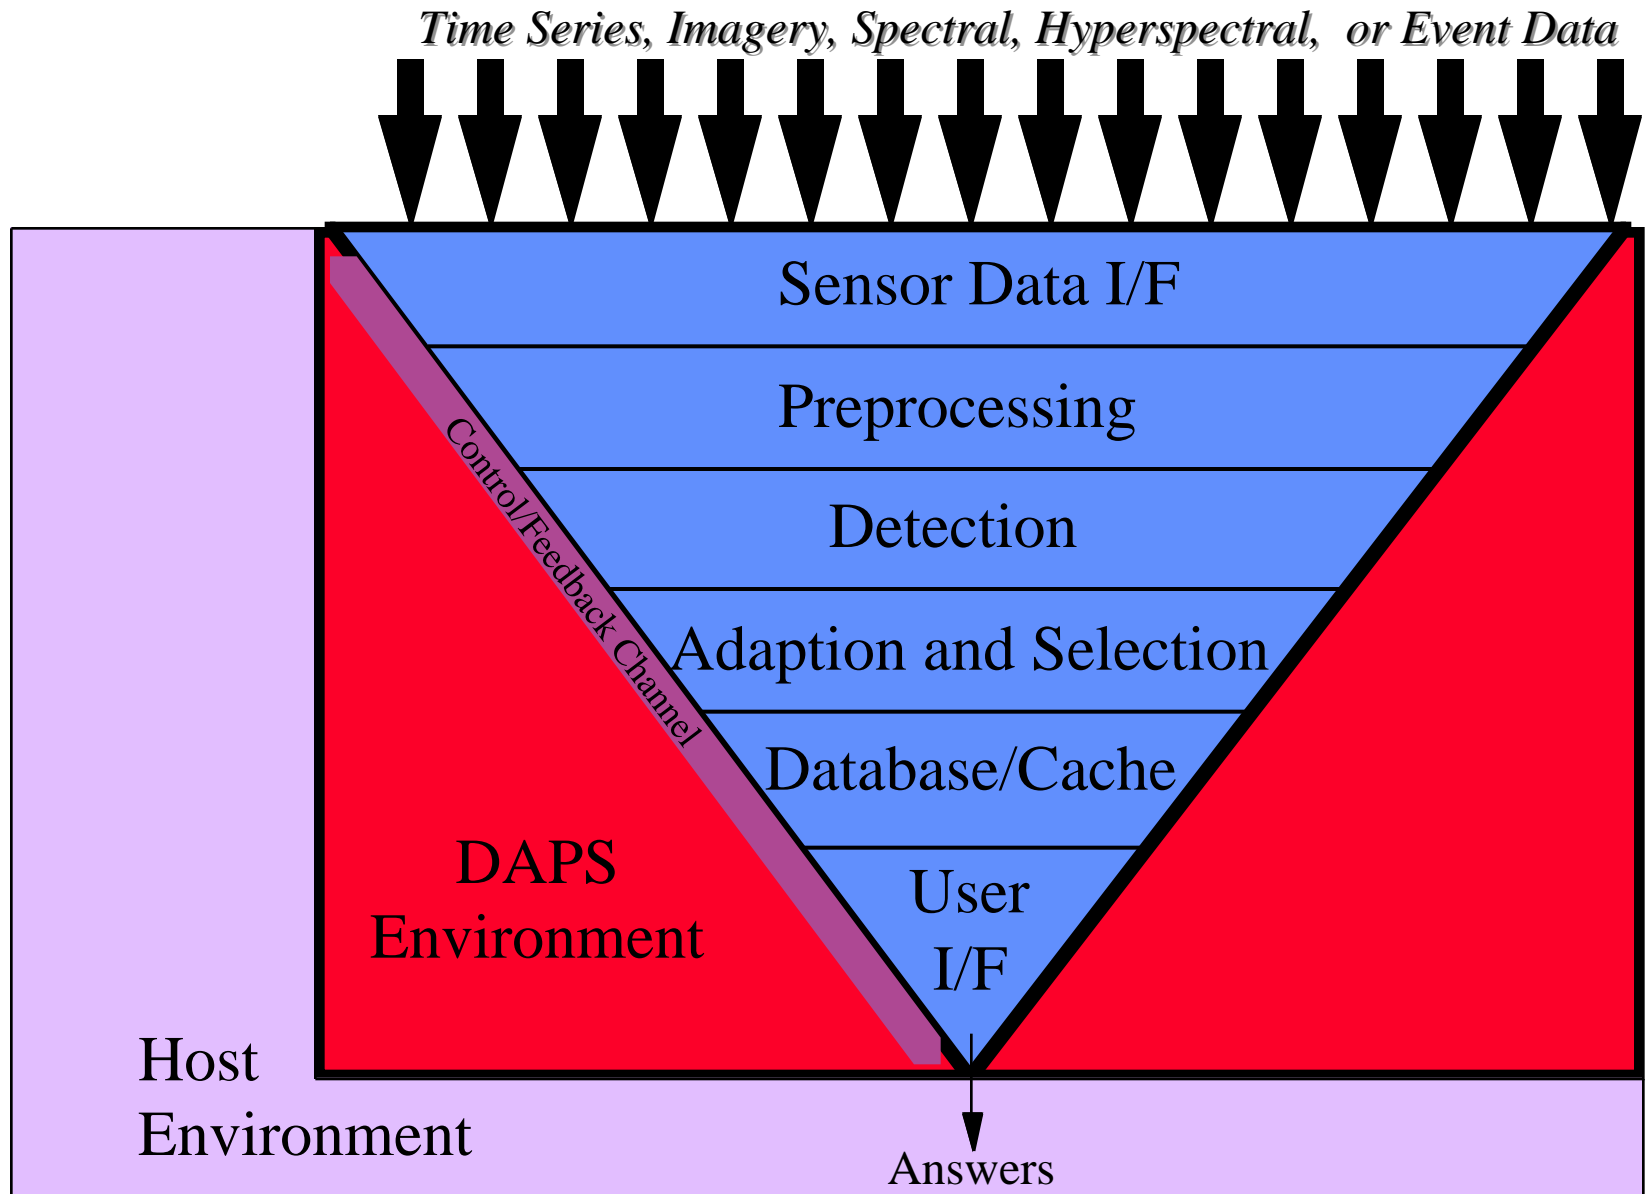 Time Series, Imagery, Spectral, Hyperspectral, or Event Data
Sensor Data I/F
Preprocessing
Detection
Adaption and Selection
Database/Cache
User
I/F
Control/Feedback Channel
DAPS
Environment
Host
Environment
Answers